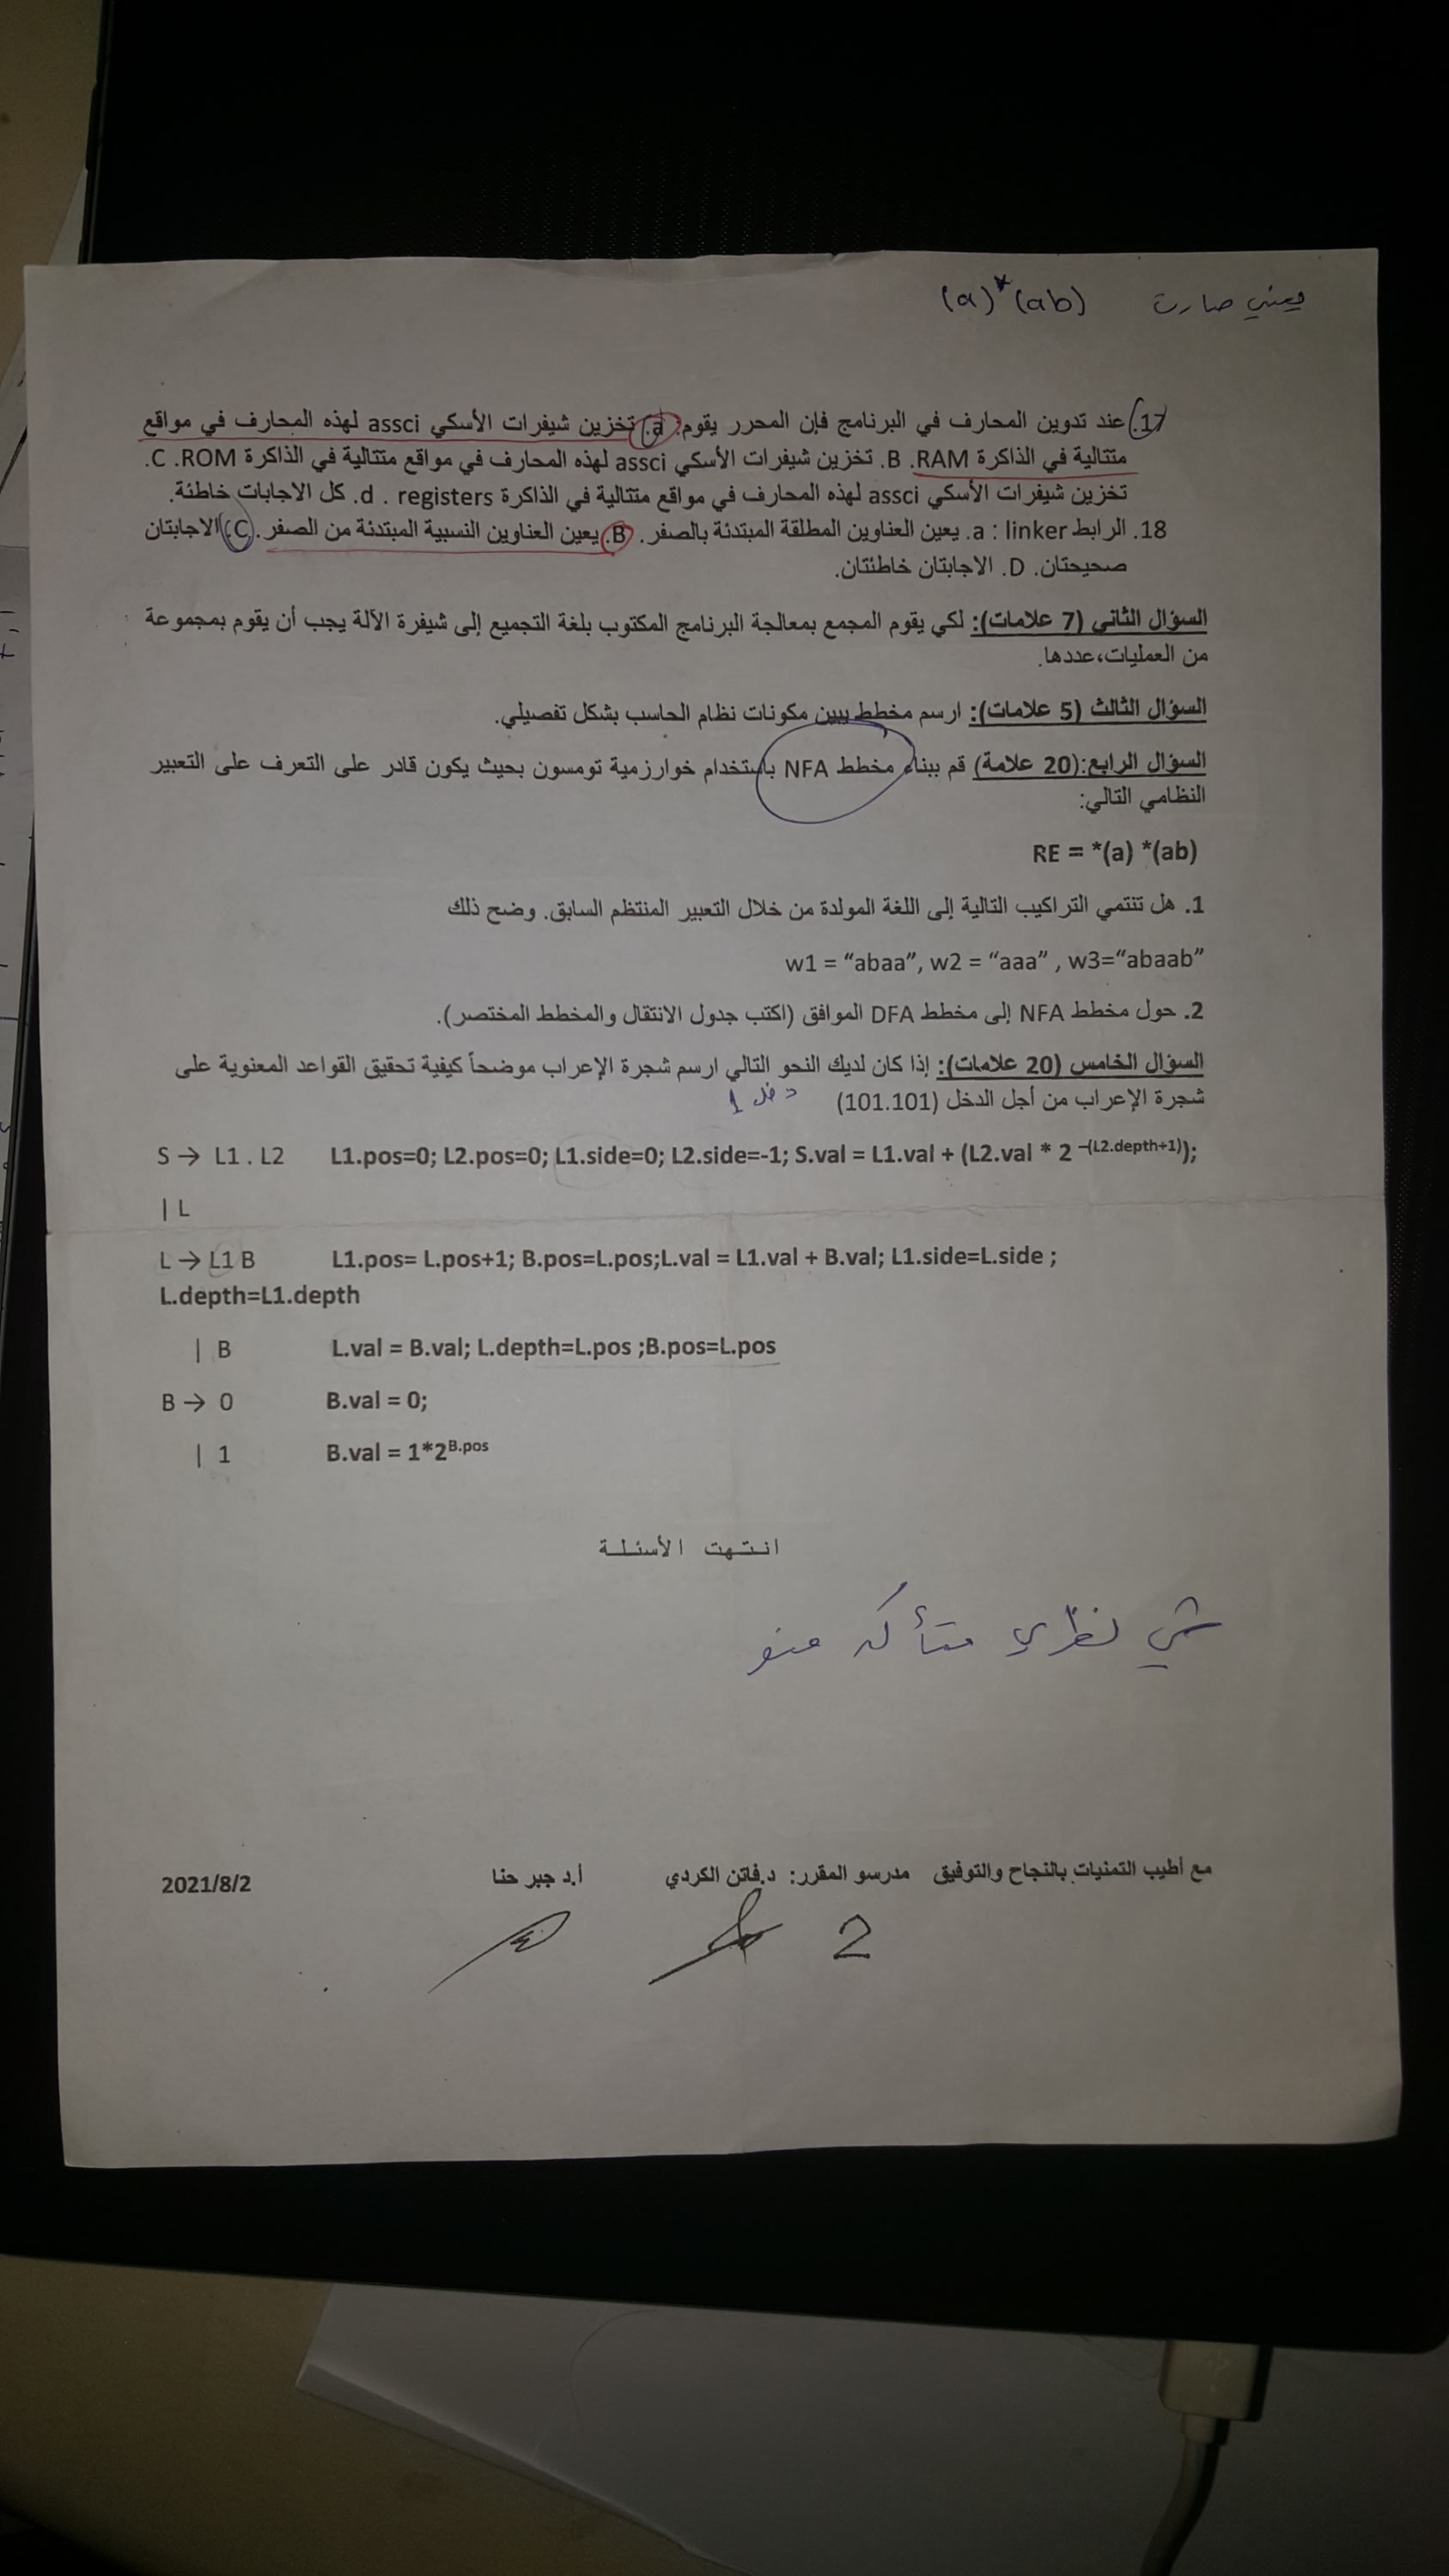 يعني صارت (a)*(ab)
17. عند تدوين المحارف في البرنامج فإن المحرر يقوم: a. تخزين شيفرات الأسكي assci لهذه المحارف في مواقع
متتالية في الذاكرة RAM. B. تخزين شيفرات الأسكي assci لهذه المحارف في مواقع متتالية في الذاكرة ROM. C.
تخزين شيفرات الأسكي assci لهذه المحارف في مواقع متتالية في الذاكرة registers . d. كل الاجابات خاطئة.
18. الرابط linker : a. يعين العناوين المطلقة المبتدئة بالصفر. B. يعين العناوين النسبية المبتدئة من الصفر. C. الاجابتان
صحيحتان. D. الاجابتان خاطئتان.
السؤال الثاني (7 علامات): لكي يقوم المجمع بمعالجة البرنامج المكتوب بلغة التجميع إلى شيفرة الآلة يجب أن يقوم بمجموعة
من العمليات،عددها.
السؤال الثالث (5 علامات): ارسم مخطط يبين مكونات نظام الحاسب بشكل تفصيلي.
السؤال الرابع:(20 علامة) قم ببناء مخطط NFA باستخدام خوارزمية تومسون بحيث يكون قادر على التعرف على التعبير
النظامي التالي:
RE = *(a) *(ab)
1. هل تنتمي التراكيب التالية إلى اللغة المولدة من خلال التعبير المنتظم السابق. وضح ذلك
w1 = “abaa”, w2 = “aaa” , w3=“abaab”
2. حول مخطط NFA إلى مخطط DFA الموافق (اكتب جدول الانتقال والمخطط المختصر).
السؤال الخامس (20 علامات): إذا كان لديك النحو التالي ارسم شجرة الإعراب موضحاً كيفية تحقيق القواعد المعنوية على
شجرة الإعراب من أجل الدخل (101.101) دخل 1
S → L1 . L2 L1.pos=0; L2.pos=0; L1.side=0; L2.side=-1; S.val = L1.val + (L2.val * 2 –(L2.depth+1));
| L
L → L1 B L1.pos= L.pos+1; B.pos=L.pos;L.val = L1.val + B.val; L1.side=L.side ;
L.depth=L1.depth
| B L.val = B.val; L.depth=L.pos ;B.pos=L.pos
B → 0 B.val = 0;
| 1 B.val = 1*2B.pos
انتهت الأسئلة
شي نظري متأكد منو
مع أطيب التمنيات بالنجاح والتوفيق مدرسو المقرر: د.فاتن الكردي أ.د جبر حنا 2021/8/2
2